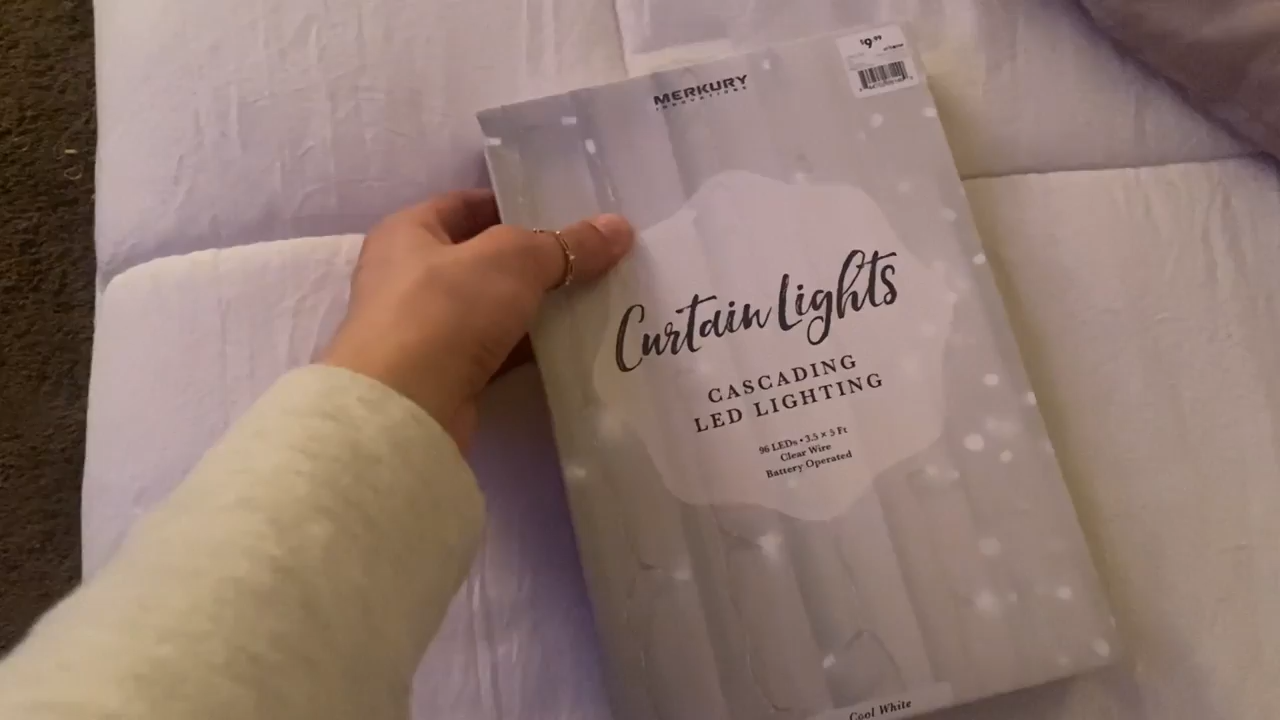 $9.99
MERKURY
INNOVATIONS
Curtain Lights
CASCADING
LED LIGHTING
96 LEDs • 3.5 x 5 Ft
Clear Wire
Battery Operated
Cool White